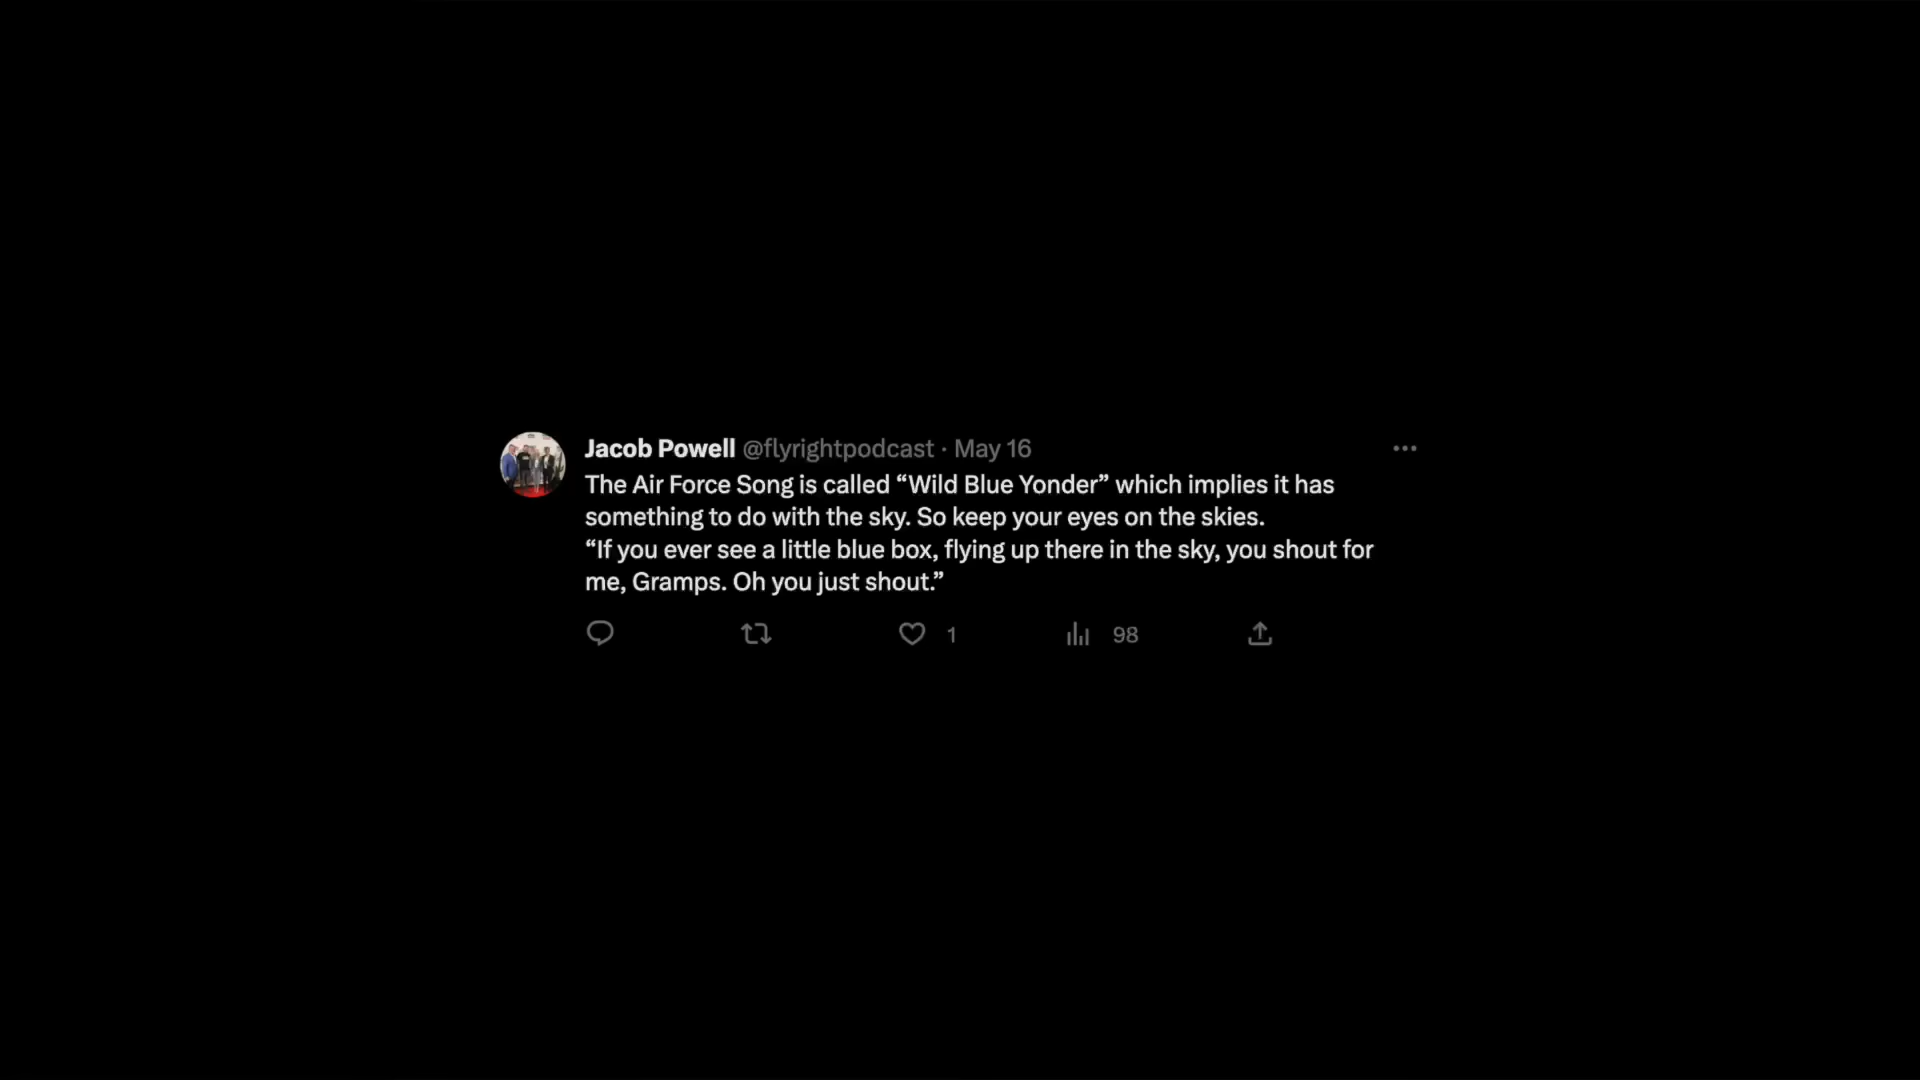 Jacob Powell @flyrightpodcast · May 16
The Air Force Song is called “Wild Blue Yonder” which implies it has
something to do with the sky. So keep your eyes on the skies.
“If you ever see a little blue box, flying up there in the sky, you shout for
me, Gramps. Oh you just shout.”
1 98